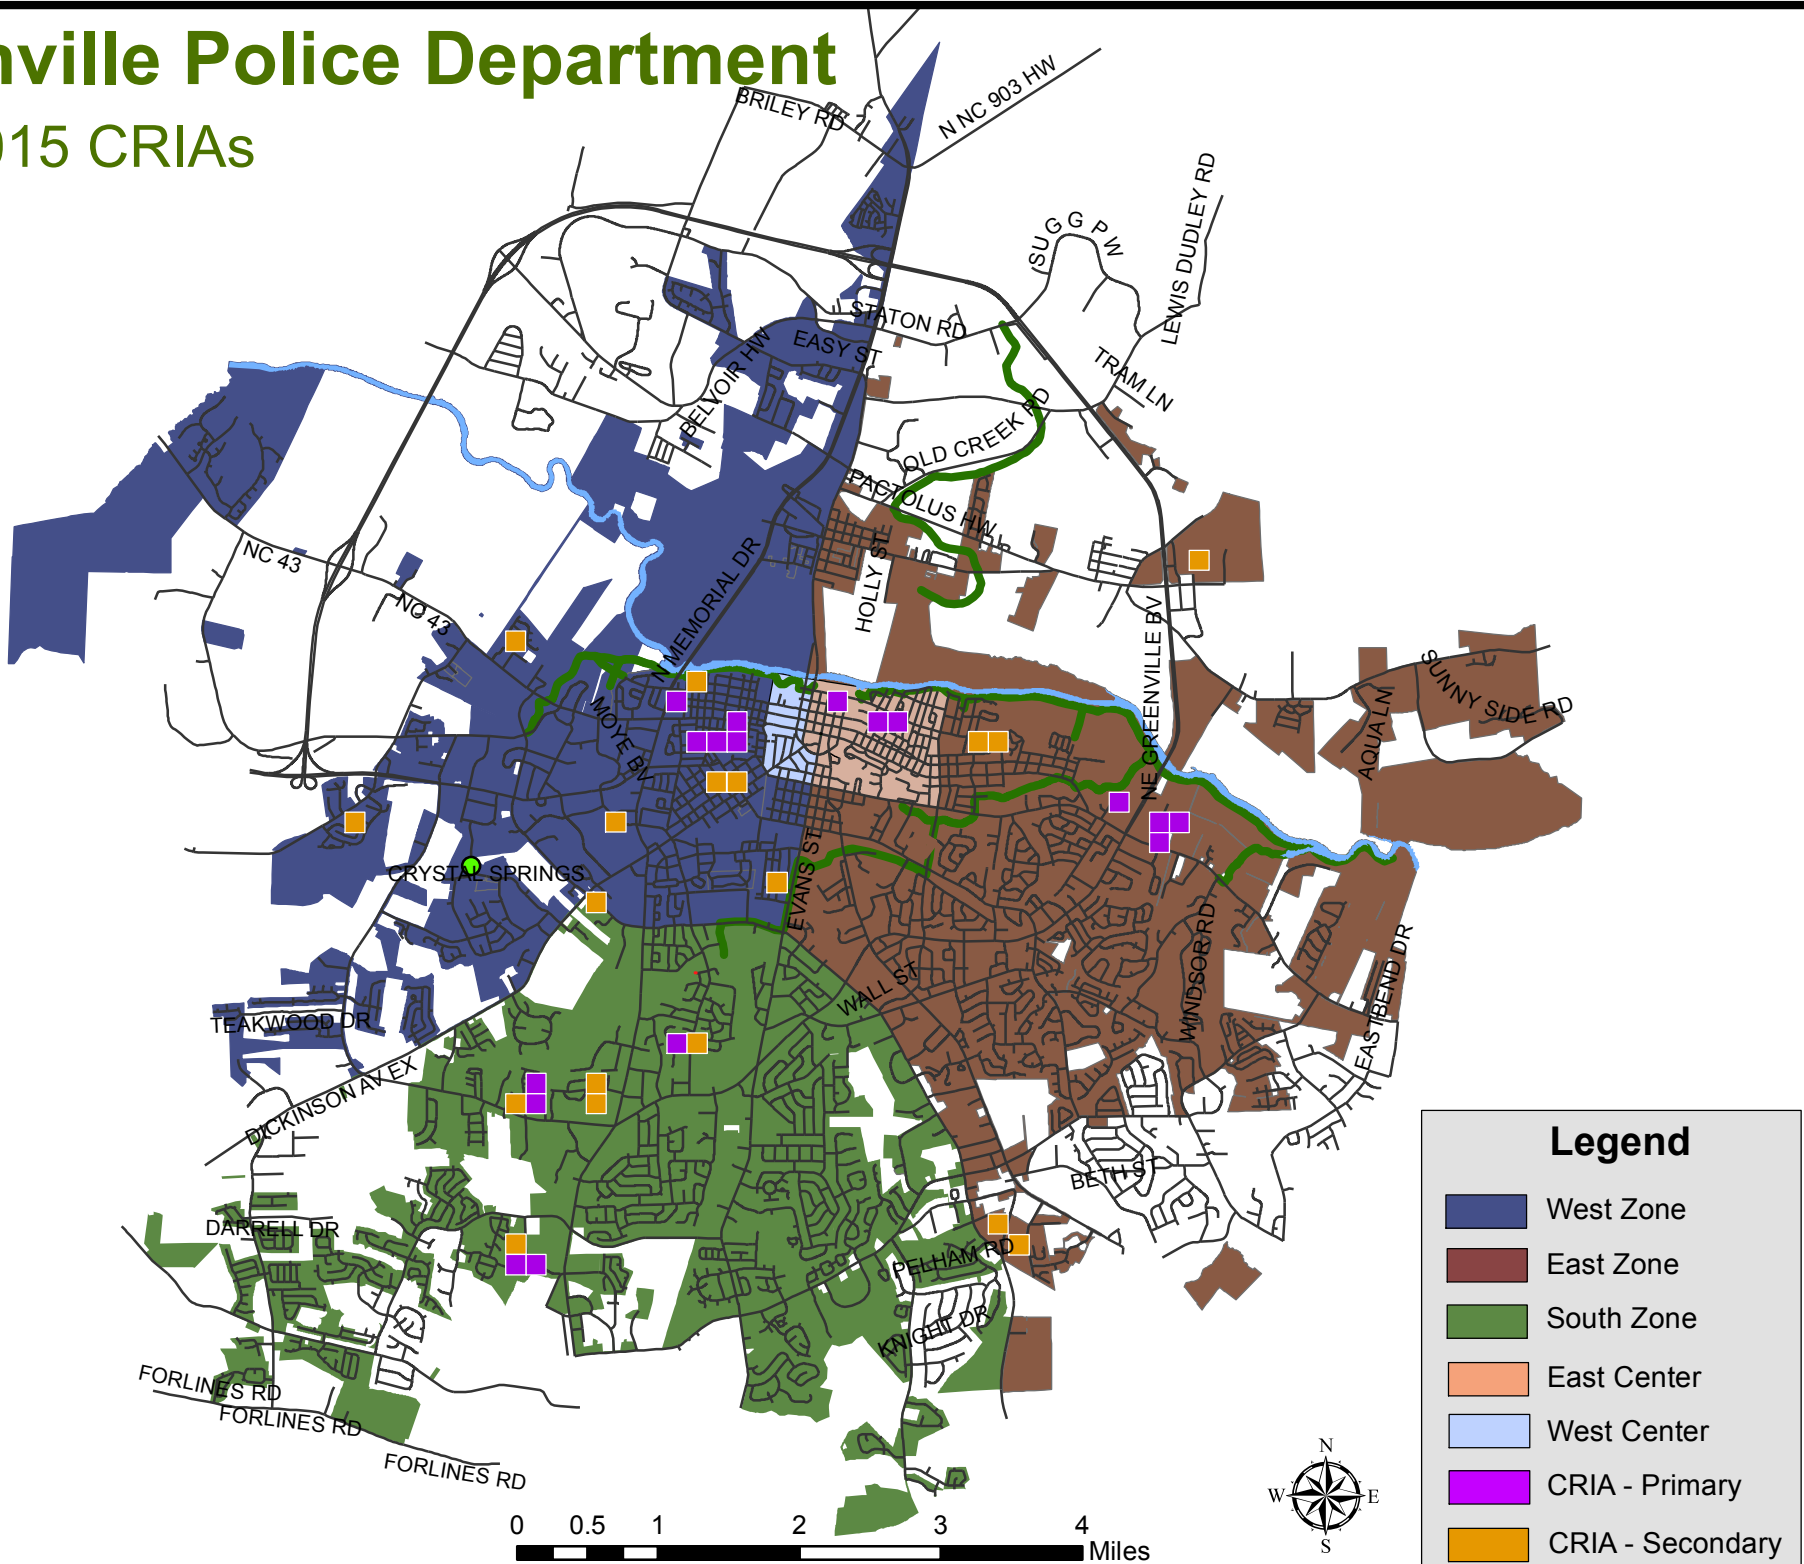 nville Police Department
015 CRIAs
BRILEY RD
N NC 903 HW
SUGG PW
LEWIS DUDLEY RD
STATON RD
EASY ST
BELVOIR HW
TRAM LN
OLD CREEK RD
PACTOLUS HW
NC 43
HOLLY ST
NC 43
N MEMORIAL DR
NE GREENVILLE BV
SUNNY SIDE RD
AQUA LN
MOYE BV
CRYSTAL SPRINGS
EVANS ST
WALL ST
WINDSOR RD
EASTBEND DR
TEAKWOOD DR
DICKINSON AV EX
BETH ST
DARRELL DR
PELHAM RD
KNIGHT DR
FORLINES RD
FORLINES RD
FORLINES RD
Legend
West Zone
East Zone
South Zone
East Center
West Center
CRIA - Primary
CRIA - Secondary
N
W E
S
0 0.5 1 2 3 4
Miles